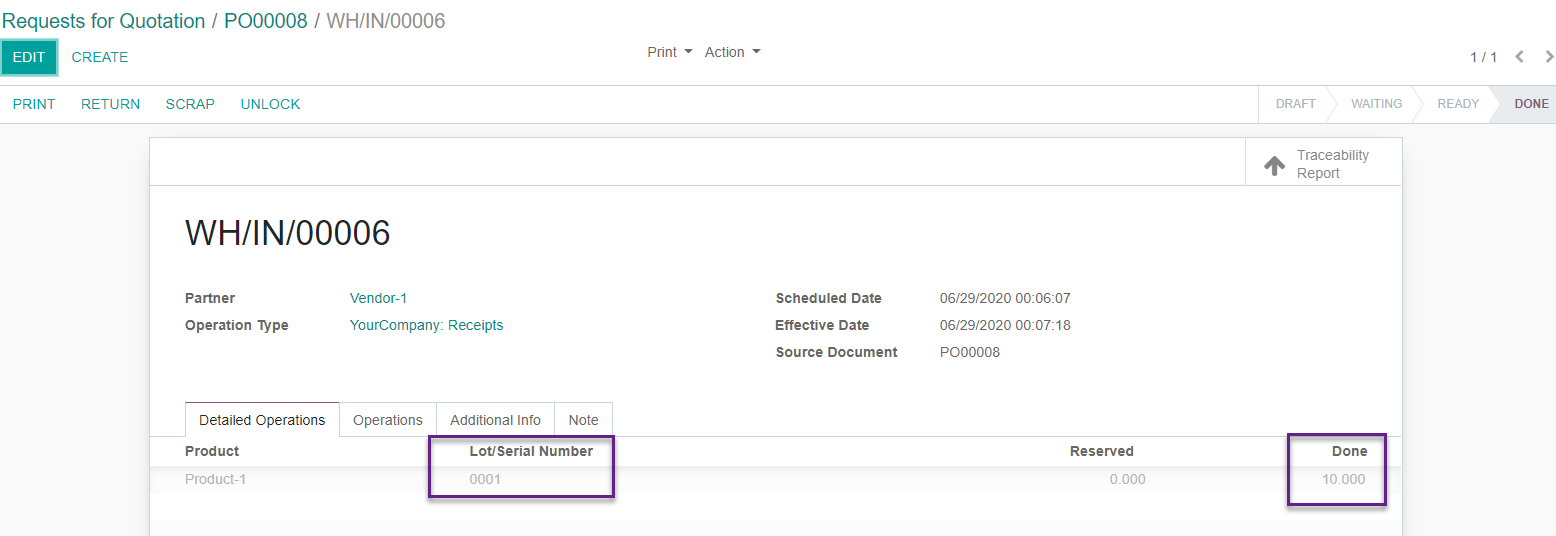 Requests for Quotation / PO00008 / WH/IN/00006
EDIT CREATE Print Action 1 / 1
PRINT RETURN SCRAP UNLOCK DRAFT WAITING READY DONE
Traceability
Report
WH/IN/00006
Partner Vendor-1 Scheduled Date 06/29/2020 00:06:07
Operation Type YourCompany: Receipts Effective Date 06/29/2020 00:07:18
Source Document PO00008
Detailed Operations Operations Additional Info Note
Product Lot/Serial Number Reserved Done
Product-1 0001 0.000 10.000